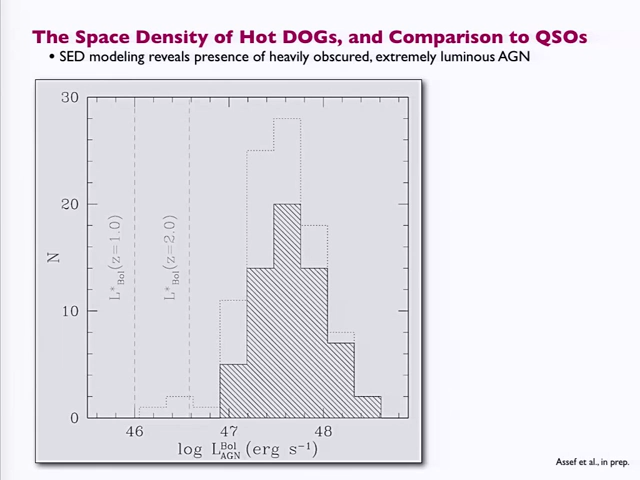 The Space Density of Hot DOGs, and Comparison to QSOs
• SED modeling reveals presence of heavily obscured, extremely luminous AGN
30
20
10
0
N
L*Bol(z=1.0)
L*Bol(z=2.0)
46 47 48
log L^Bol_AGN (erg s−1)
Assef et al., in prep.